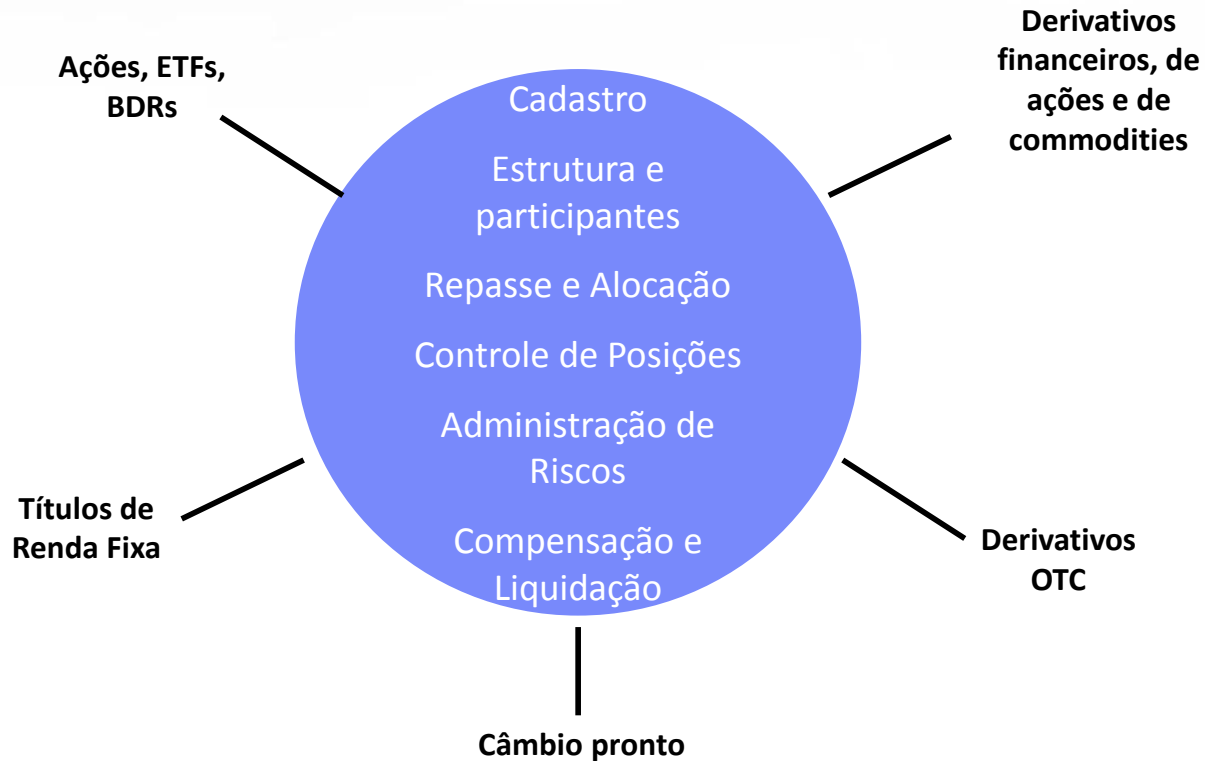 Ações, ETFs,
BDRs
Derivativos
financeiros, de
ações e de
commodities
Cadastro
Estrutura e
participantes
Repasse e Alocação
Controle de Posições
Administração de
Riscos
Compensação e
Liquidação
Títulos de
Renda Fixa
Derivativos
OTC
Câmbio pronto